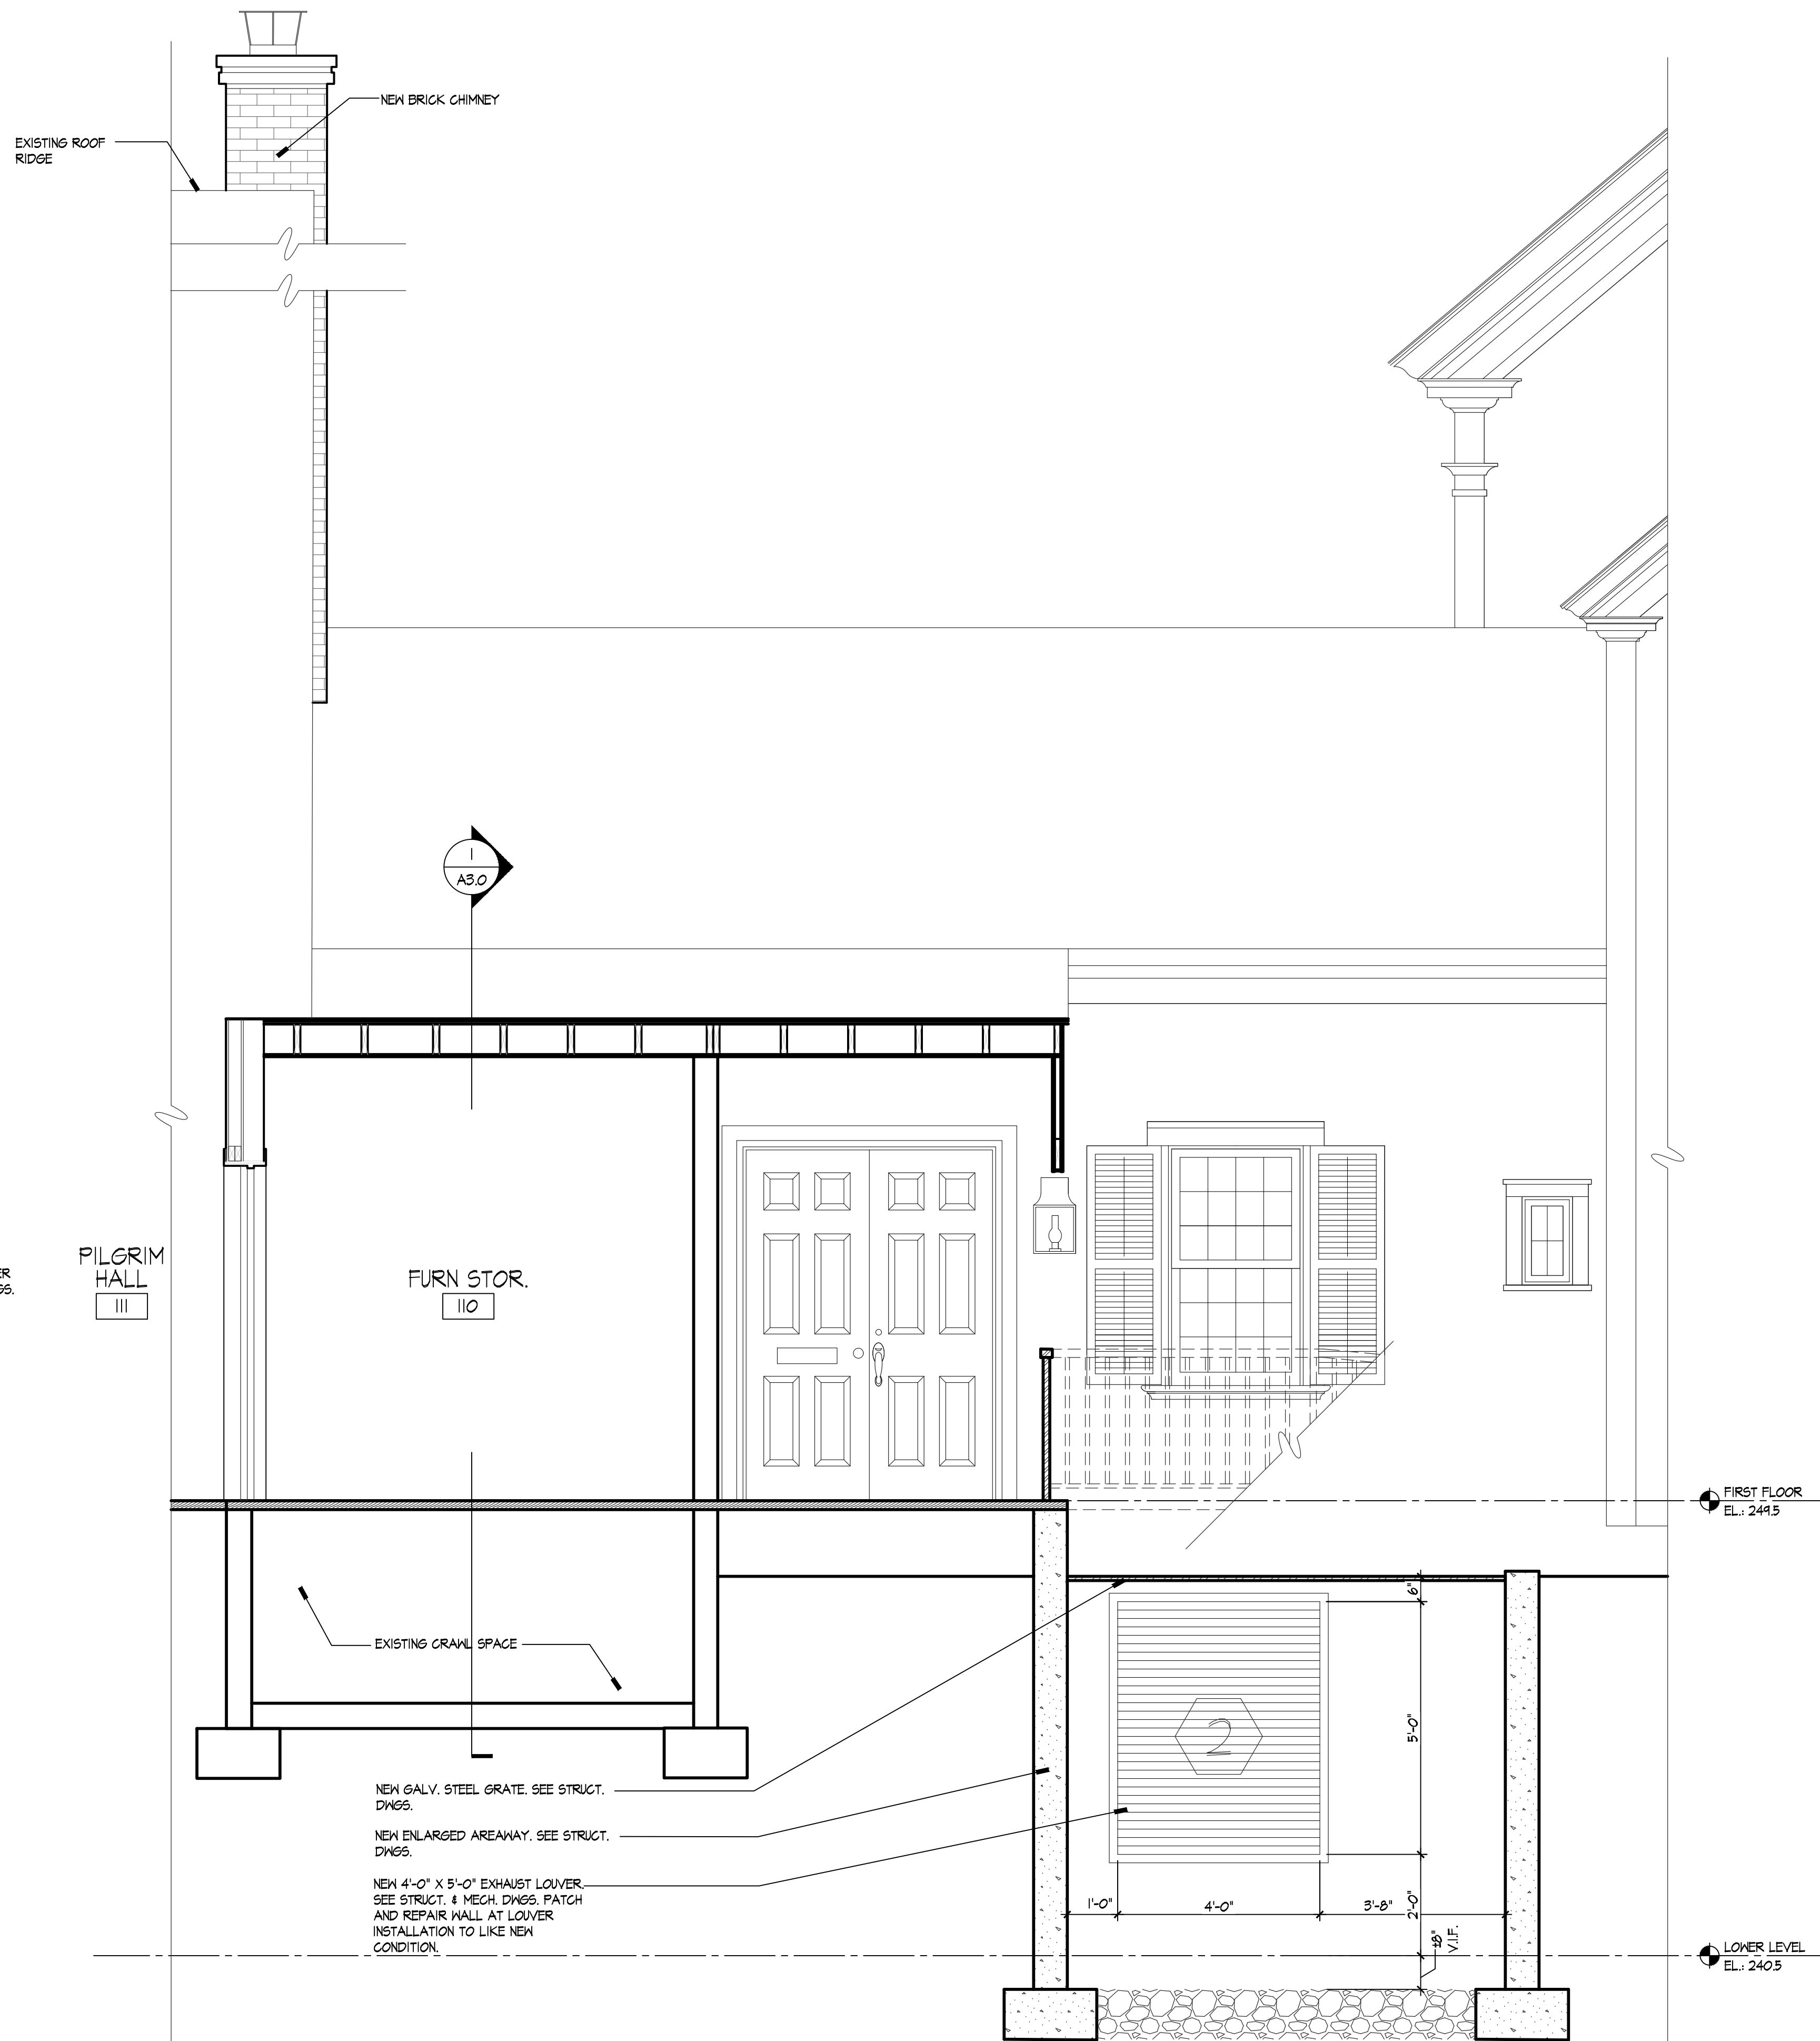 NEW BRICK CHIMNEY
EXISTING ROOF
RIDGE
1
A3.0
PILGRIM
HALL
111
ER
GS.
FURN STOR.
110
FIRST FLOOR
EL.: 249.5
6"
EXISTING CRAWL SPACE
5'-0"
2
NEW GALV. STEEL GRATE. SEE STRUCT.
DWGS.
NEW ENLARGED AREAWAY. SEE STRUCT.
DWGS.
NEW 4'-0" X 5'-0" EXHAUST LOUVER.
SEE STRUCT. & MECH. DWGS. PATCH
AND REPAIR WALL AT LOUVER
INSTALLATION TO LIKE NEW
CONDITION.
1'-0"
4'-0"
3'-8"
2'-0"
±8"
V.I.F.
LOWER LEVEL
EL.: 240.5